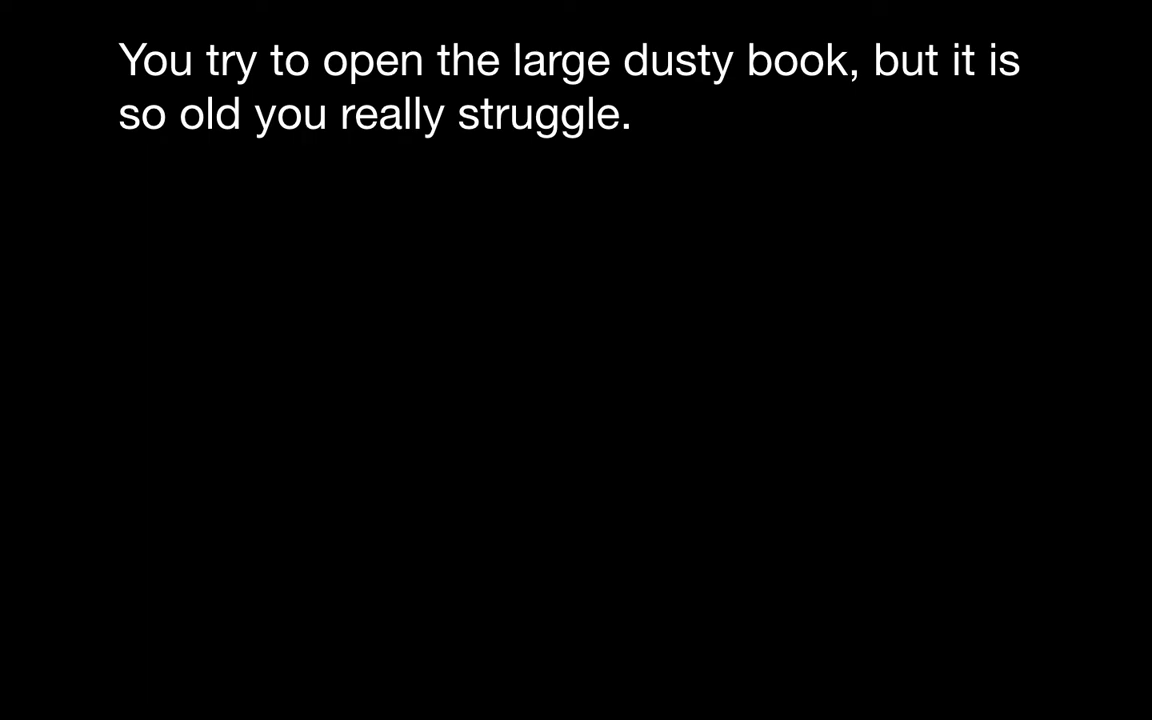 You try to open the large dusty book, but it is
so old you really struggle.